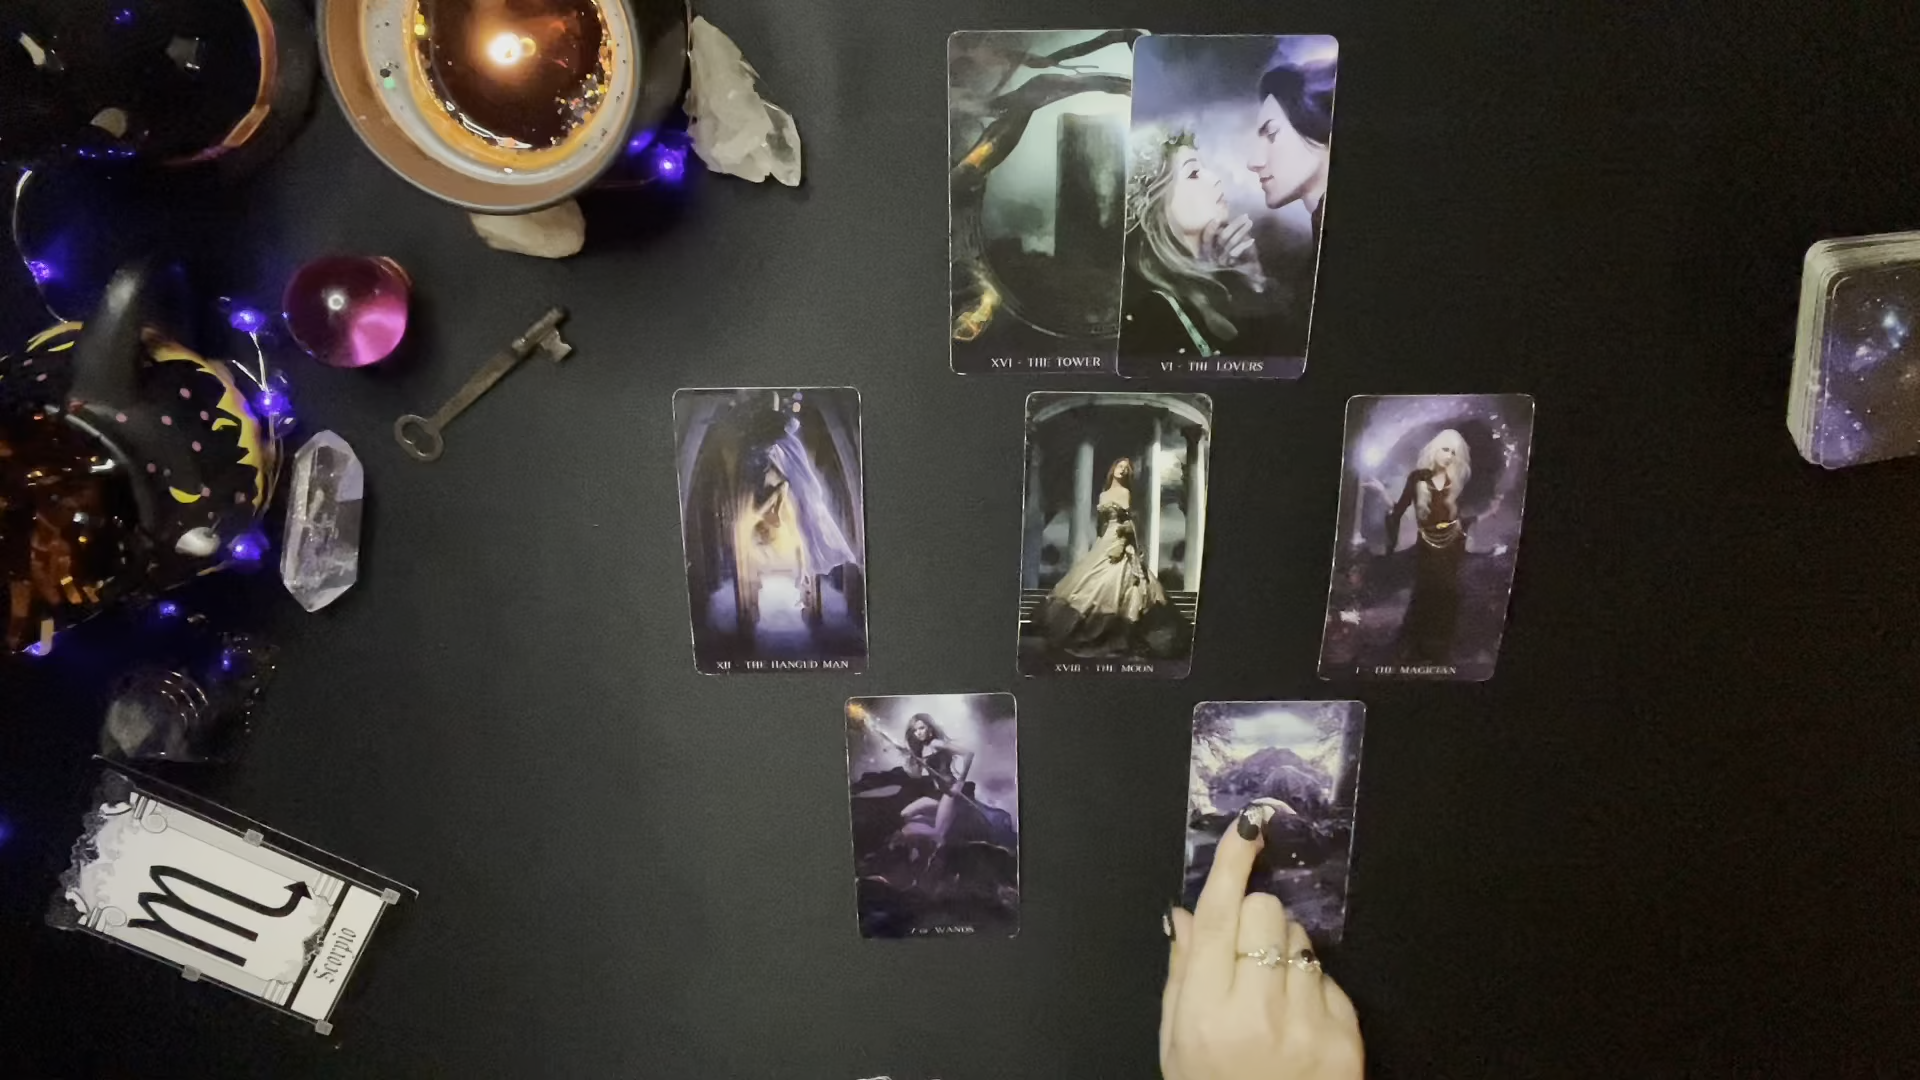 XVI - THE TOWER
VI - THE LOVERS
XII - THE HANGED MAN
XVIII - THE MOON
I - THE MAGICIAN
7 OF WANDS
Scorpio